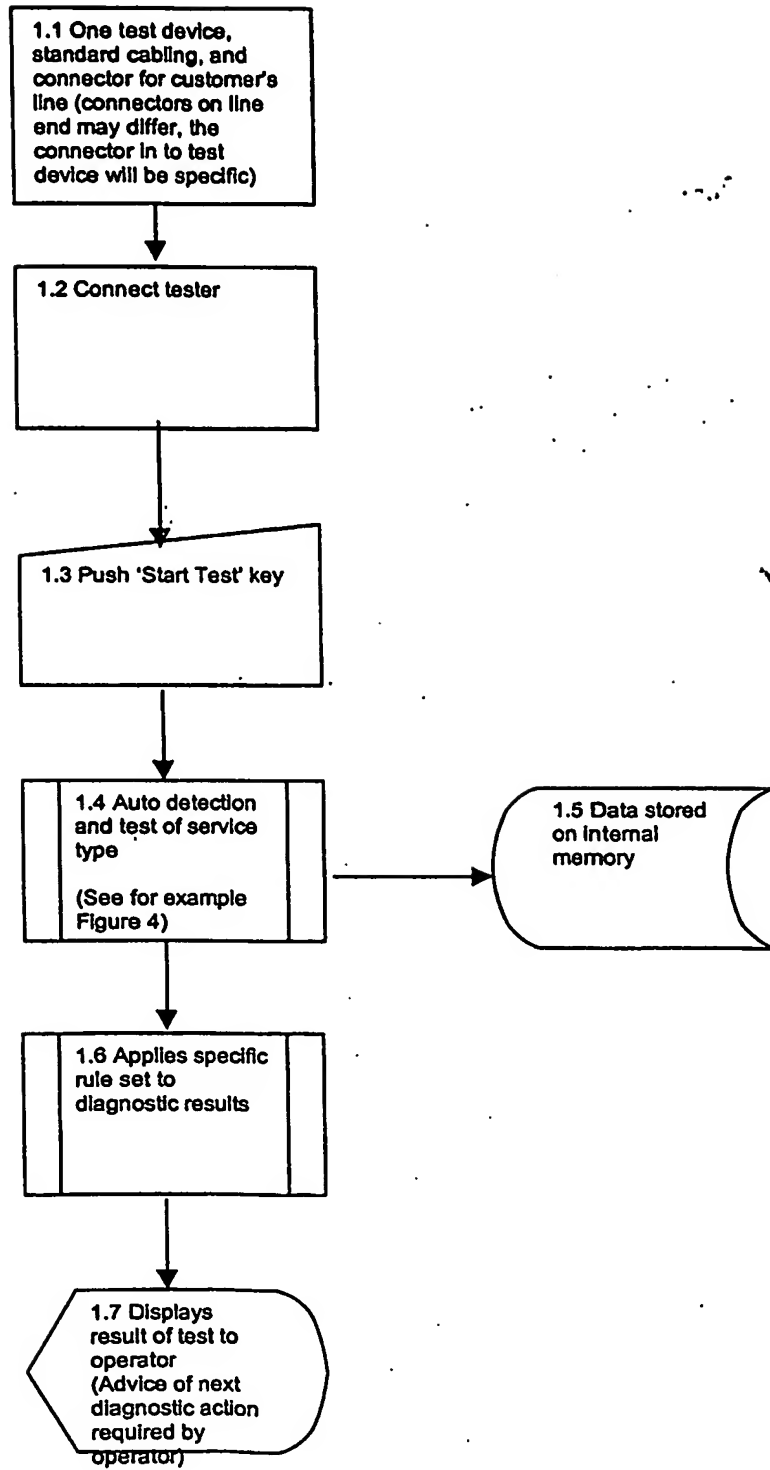 1.1 One test device,
standard cabling, and
connector for customer's
line (connectors on line
end may differ, the
connector in to test
device will be specific)
1.2 Connect tester
1.3 Push 'Start Test' key
1.4 Auto detection
and test of service
type
(See for example
Figure 4)
1.5 Data stored
on internal
memory
1.6 Applies specific
rule set to
diagnostic results
1.7 Displays
result of test to
operator
(Advice of next
diagnostic action
required by
operator)